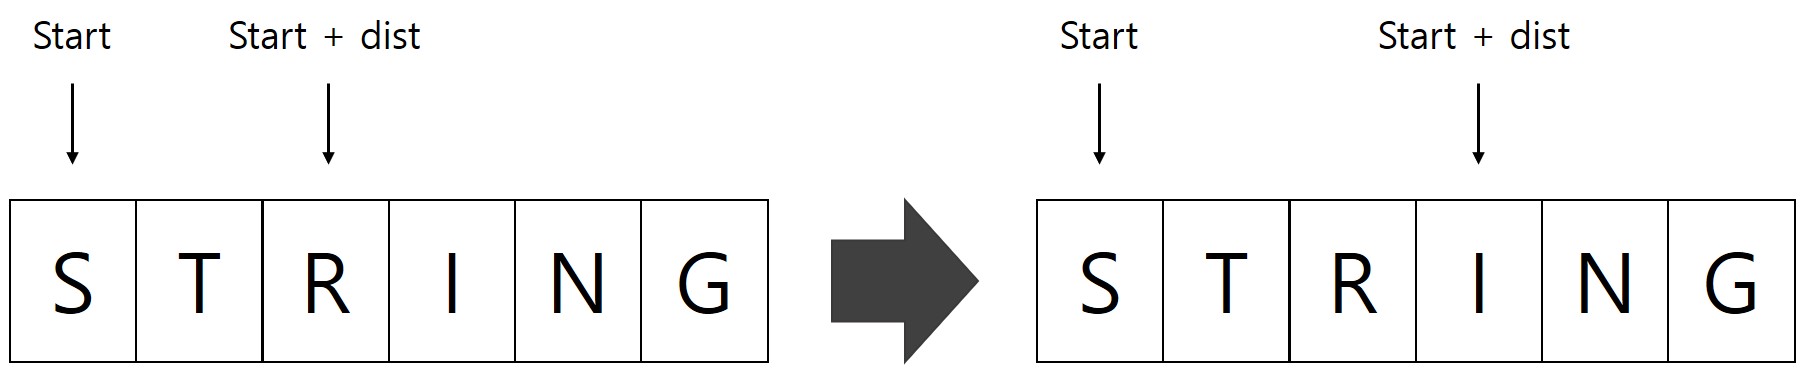 Start Start + dist Start Start + dist
S T R I N G S T R I N G